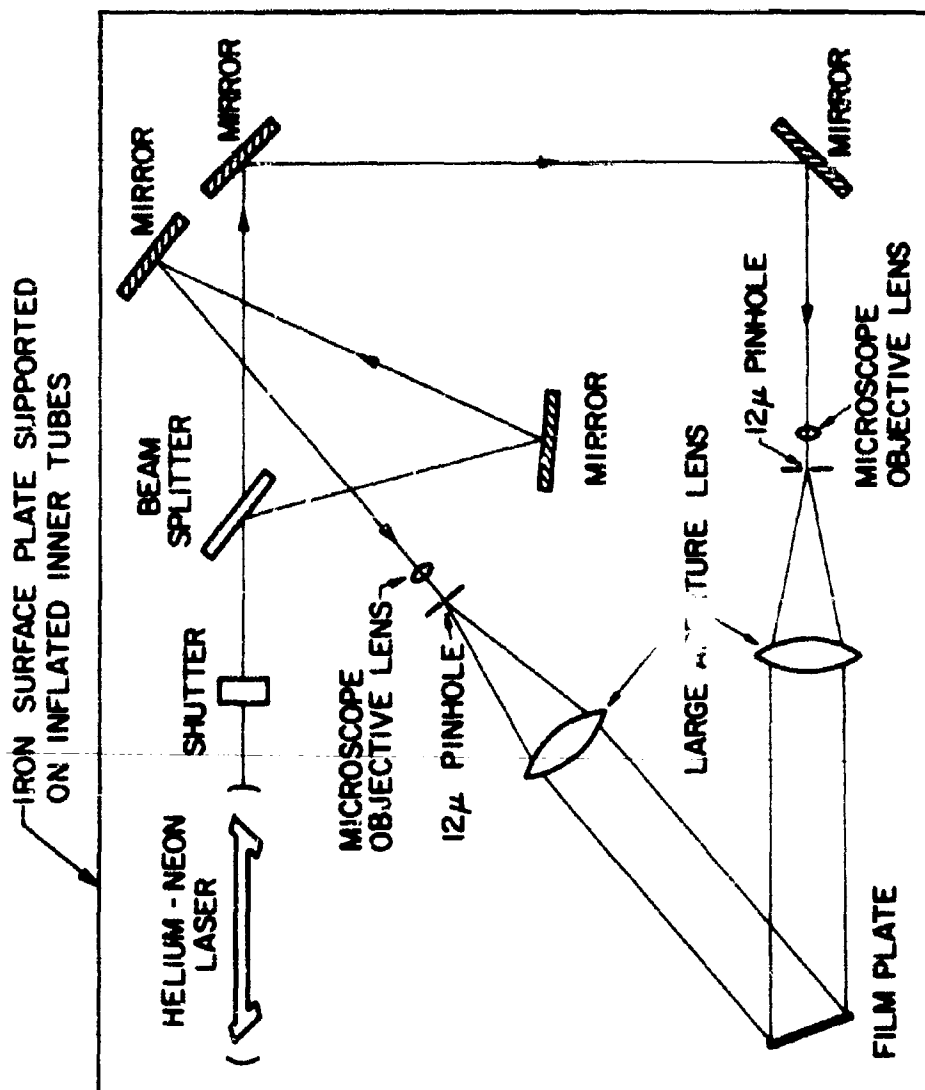 IRON SURFACE PLATE SUPPORTED
ON INFLATED INNER TUBES
HELIUM-NEON
LASER
SHUTTER
BEAM
SPLITTER
MIRROR
MIRROR
MICROSCOPE
OBJECTIVE LENS
12μ PINHOLE
MIRROR
LARGE LENS
12μ PINHOLE
MICROSCOPE
OBJECTIVE LENS
MIRROR
FILM PLATE